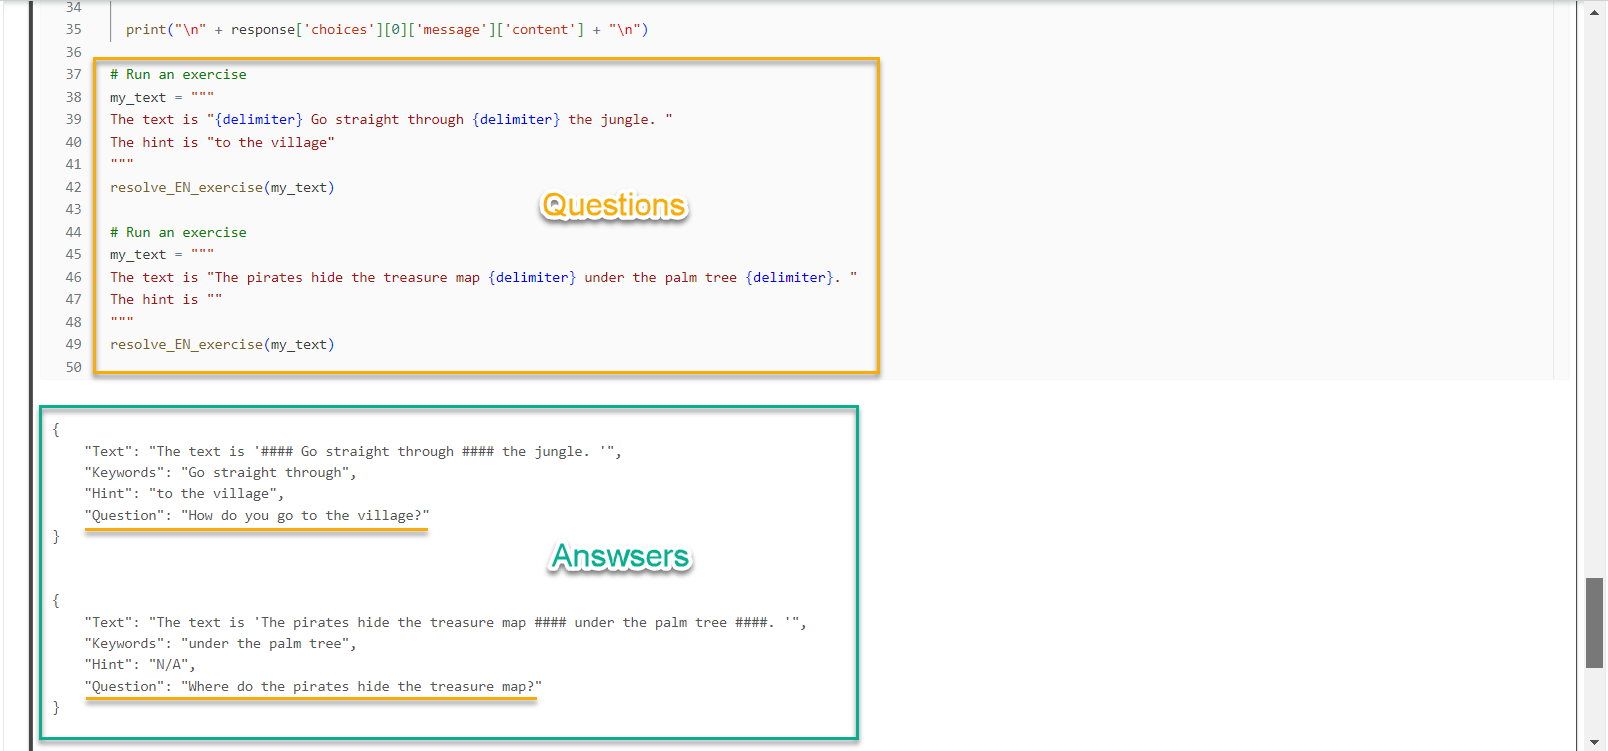 34
35 print("\n" + response['choices'][0]['message']['content'] + "\n")
36
37 # Run an exercise
38 my_text = """
39 The text is "{delimiter} Go straight through {delimiter} the jungle. "
40 The hint is "to the village"
41 """
42 resolve_EN_exercise(my_text)
43
Questions
44 # Run an exercise
45 my_text = """
46 The text is "The pirates hide the treasure map {delimiter} under the palm tree {delimiter}. "
47 The hint is ""
48 """
49 resolve_EN_exercise(my_text)
50
{
"Text": "The text is '#### Go straight through #### the jungle. '",
"Keywords": "Go straight through",
"Hint": "to the village",
"Question": "How do you go to the village?"
}
Answsers
{
"Text": "The text is 'The pirates hide the treasure map #### under the palm tree ####. '",
"Keywords": "under the palm tree",
"Hint": "N/A",
"Question": "Where do the pirates hide the treasure map?"
}